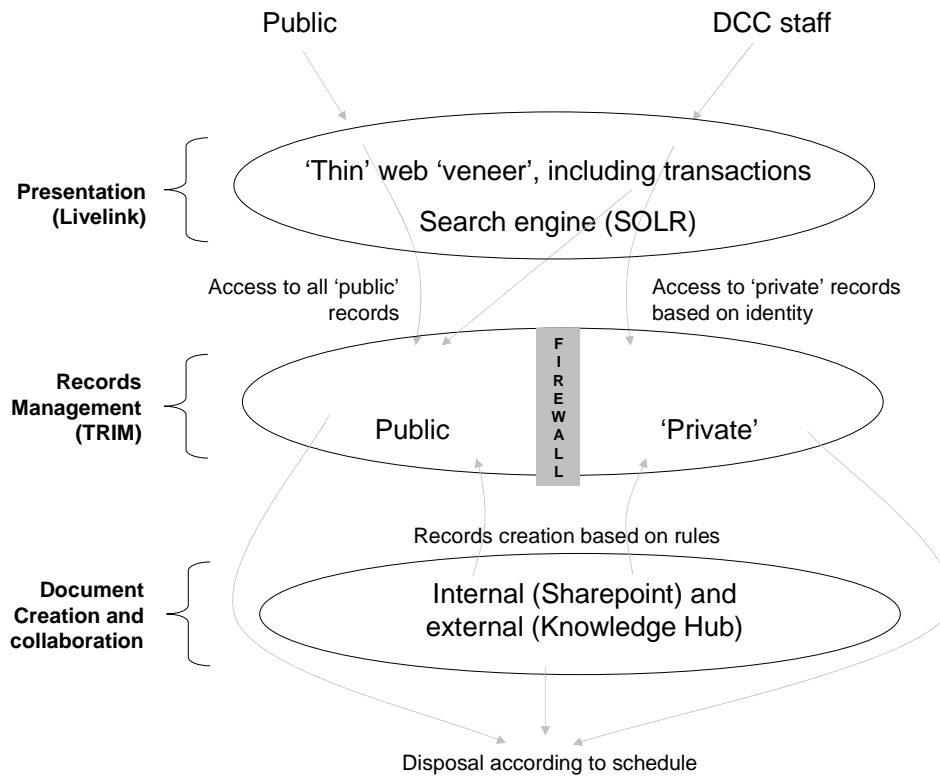 Public
DCC staff
‘Thin’ web ‘veneer’, including transactions
Presentation
(Livelink)
Search engine (SOLR)
Access to all ‘public’
records
Access to ‘private’ records
based on identity
FIREWALL
Records
Management
(TRIM)
Public
‘Private’
Records creation based on rules
Document
Creation and
collaboration
Internal (Sharepoint) and
external (Knowledge Hub)
Disposal according to schedule